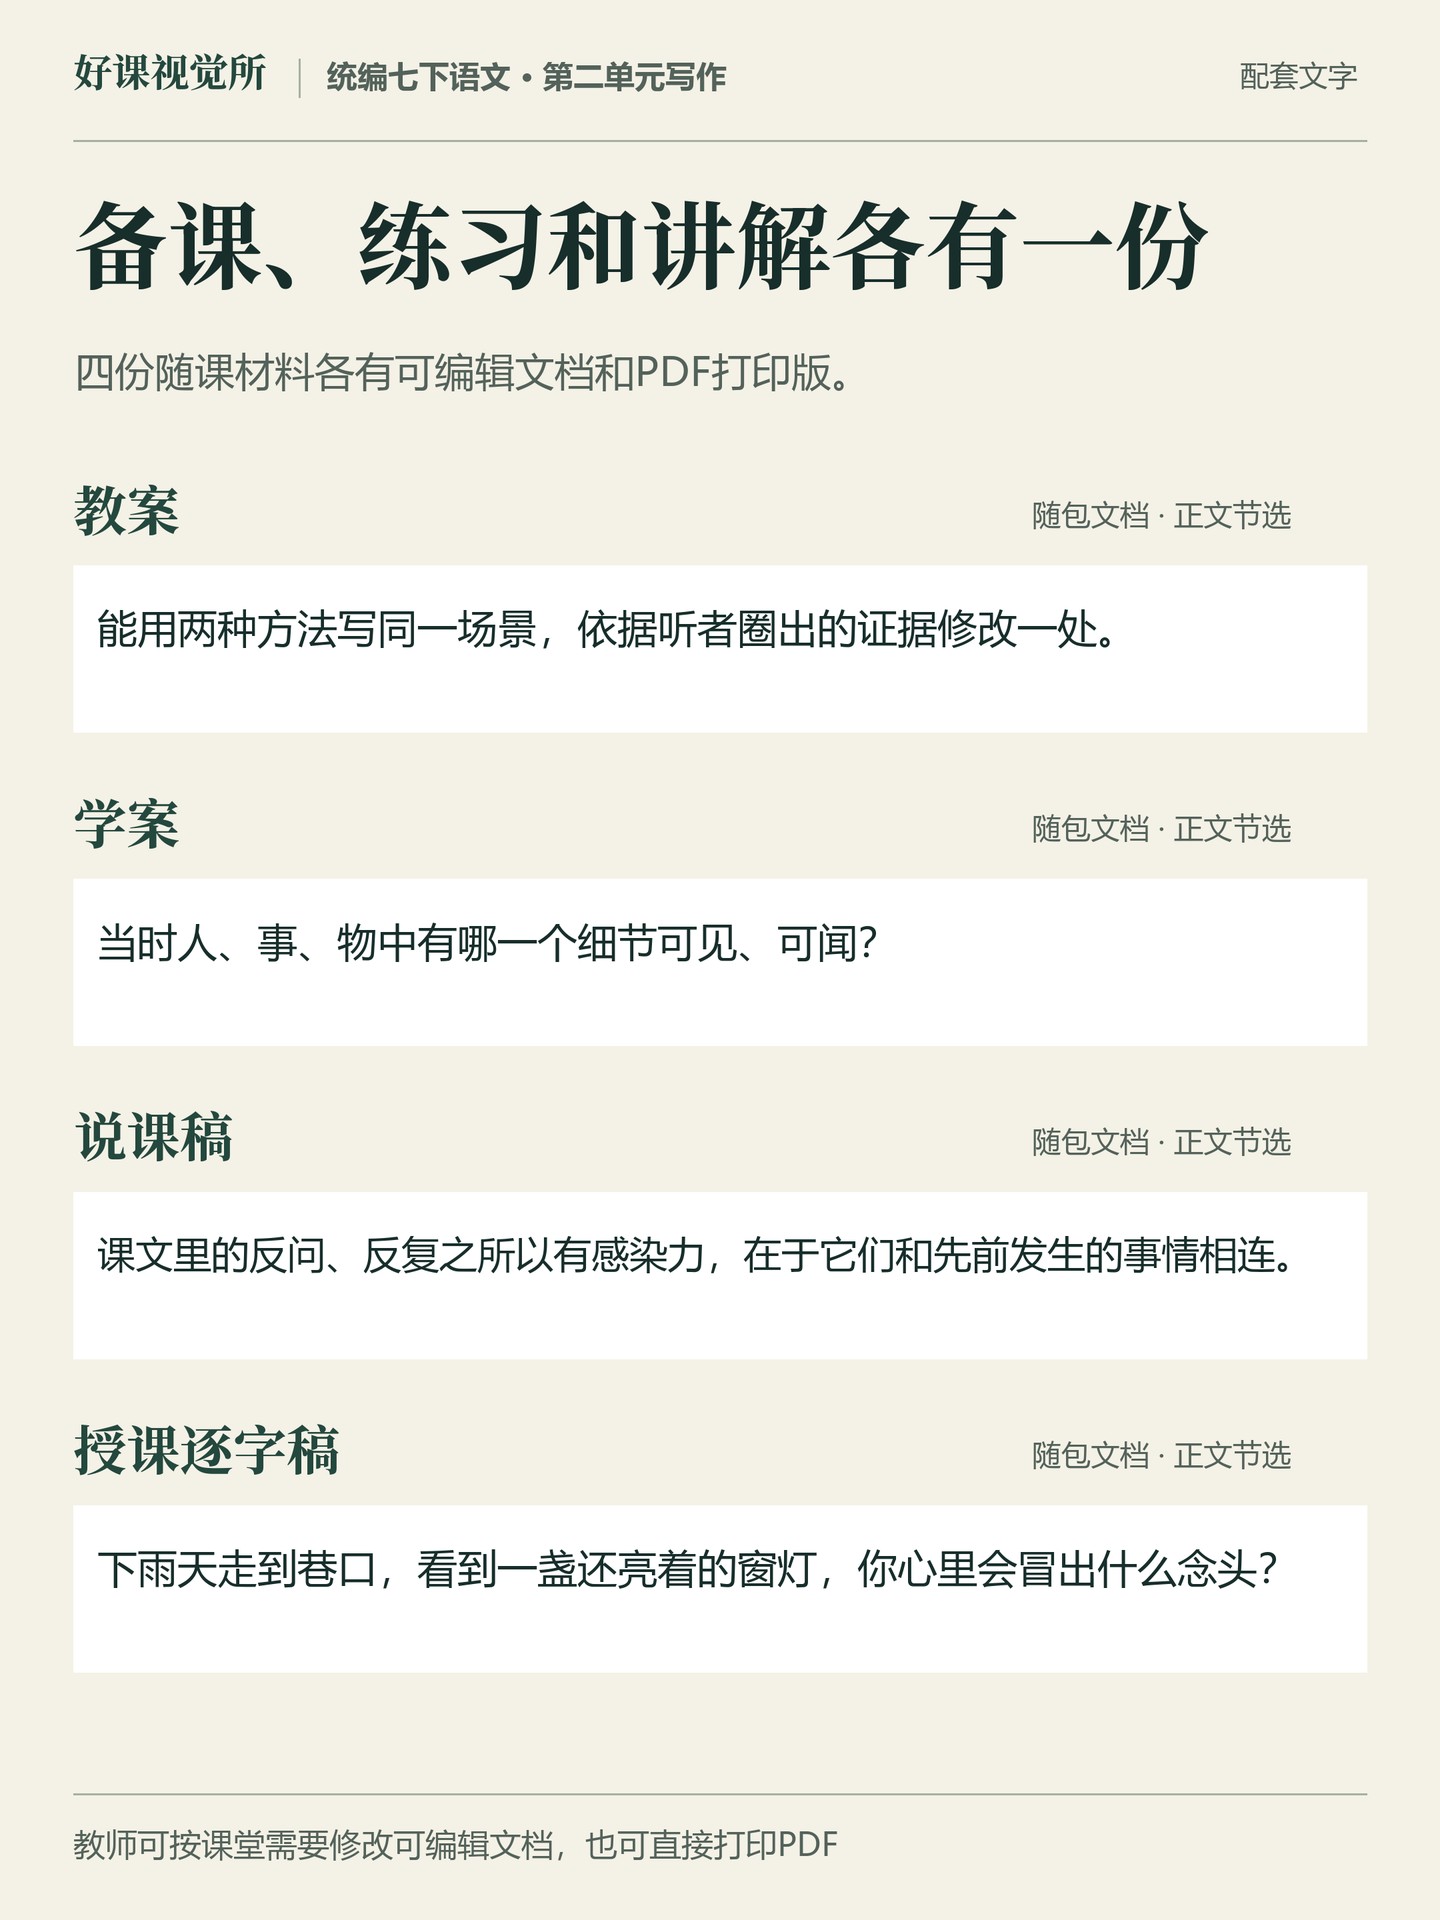 好课视觉所 统编七下语文·第二单元写作 配套文字
备课、练习和讲解各有一份
四份随课材料各有可编辑文档和PDF打印版。
教案 随包文档·正文节选
能用两种方法写同一场景，依据听者圈出的证据修改一处。
学案 随包文档·正文节选
当时人、事、物中有哪一个细节可见、可闻？
说课稿 随包文档·正文节选
课文里的反问、反复之所以有感染力，在于它们和先前发生的事情相连。
授课逐字稿 随包文档·正文节选
下雨天走到巷口，看到一盏还亮着的窗灯，你心里会冒出什么念头？
教师可按课堂需要修改可编辑文档，也可直接打印PDF